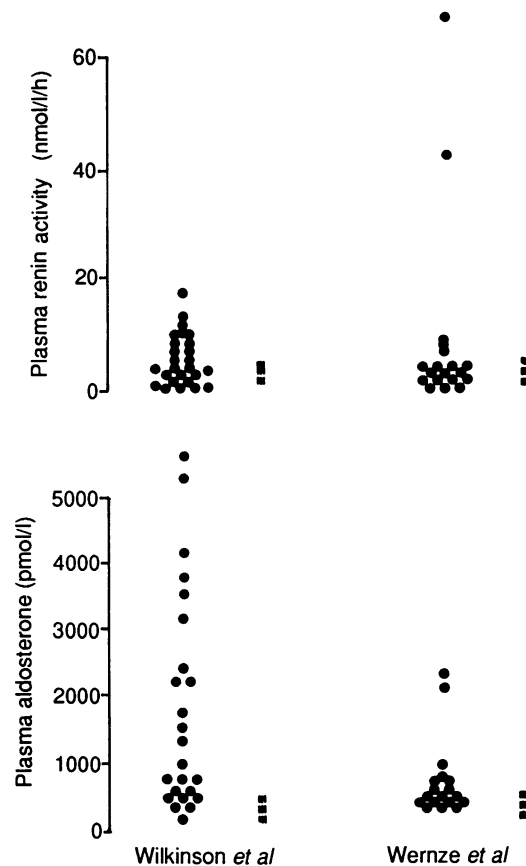 Plasma renin activity (nmol/l/h)
60
40
20
0
Plasma aldosterone (pmol/l)
5000
4000
3000
2000
1000
0
Wilkinson et al
Wernze et al